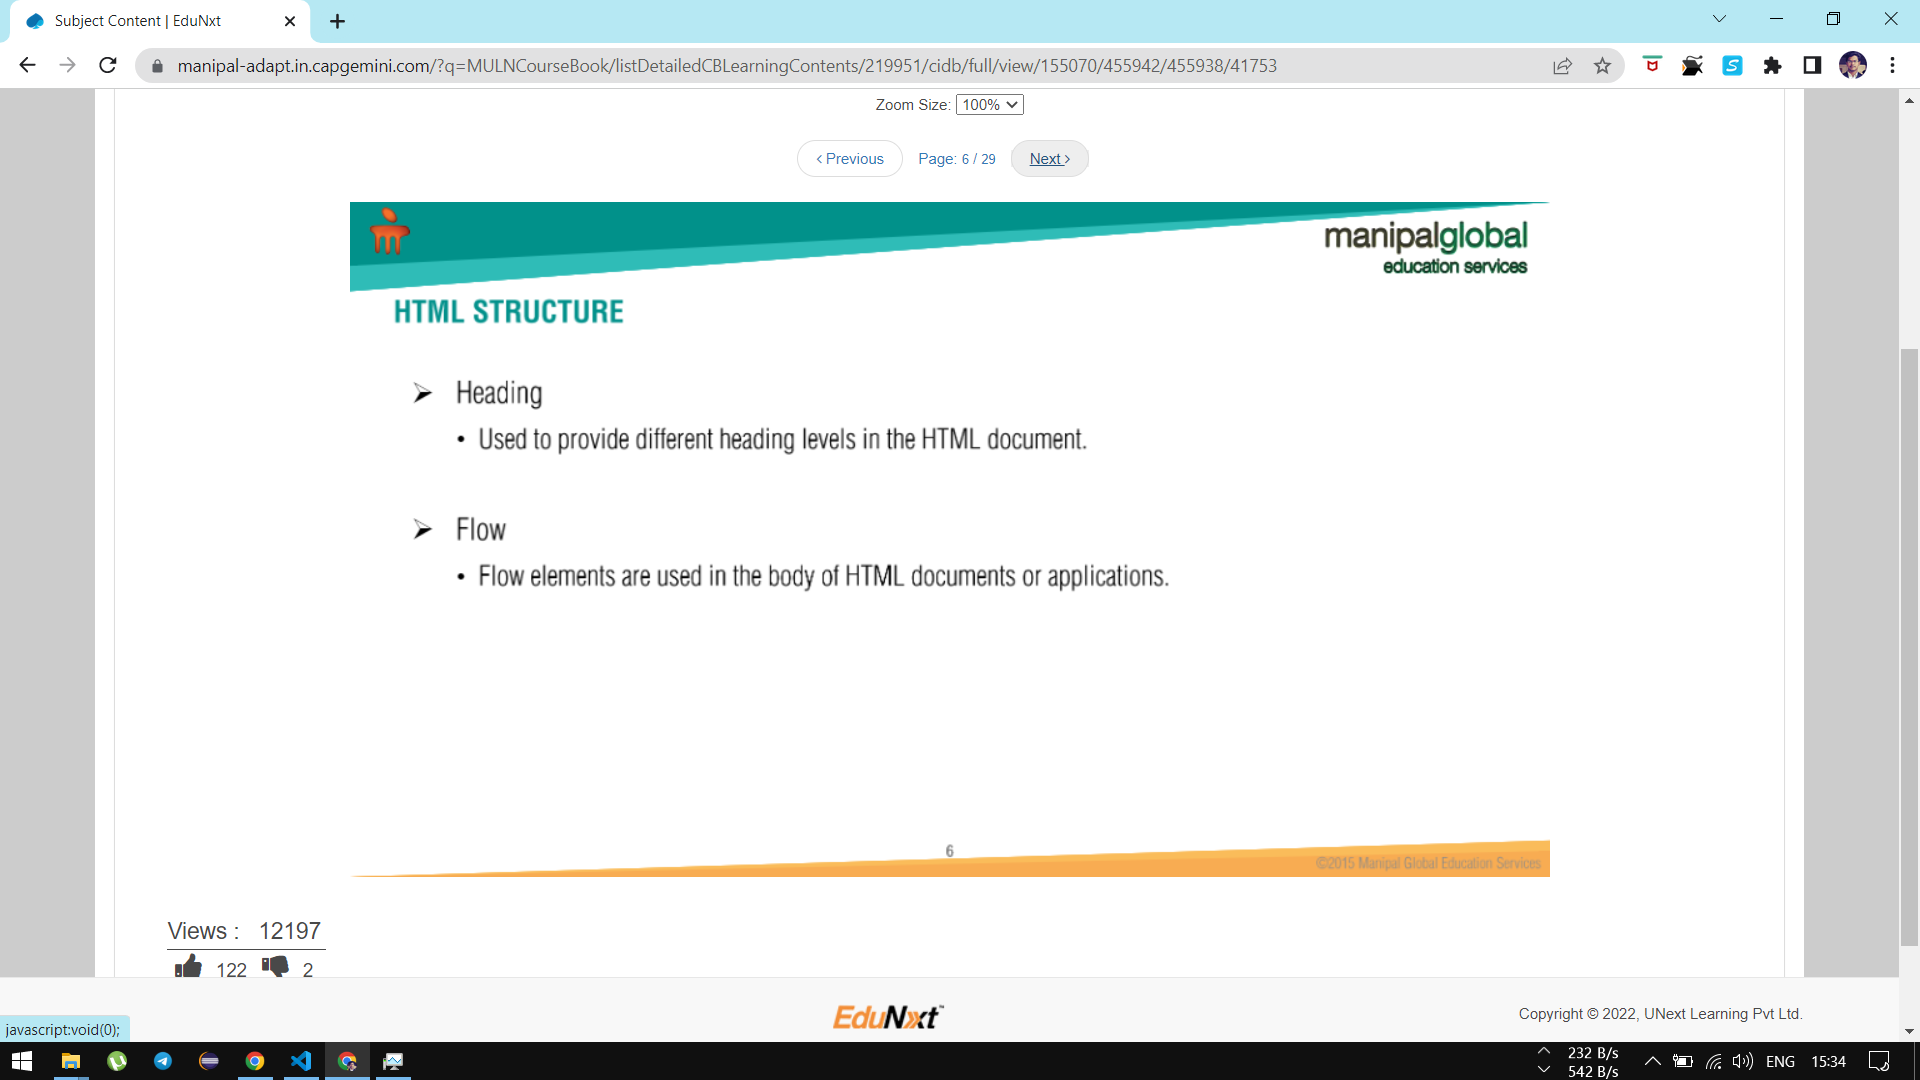 Subject Content | EduNxt
manipal-adapt.in.capgemini.com/?q=MULNCourseBook/listDetailedCBLearningContents/219951/cidb/full/view/155070/455942/455938/41753
Zoom Size: 100%
‹ Previous Page: 6 / 29 Next ›
manipalglobal
education services
HTML STRUCTURE
➢ Heading
• Used to provide different heading levels in the HTML document.
➢ Flow
• Flow elements are used in the body of HTML documents or applications.
6
©2015 Manipal Global Education Services
Views : 12197
122 2
EduNxt™
Copyright © 2022, UNext Learning Pvt Ltd.
javascript:void(0);
232 B/s
542 B/s
ENG 15:34